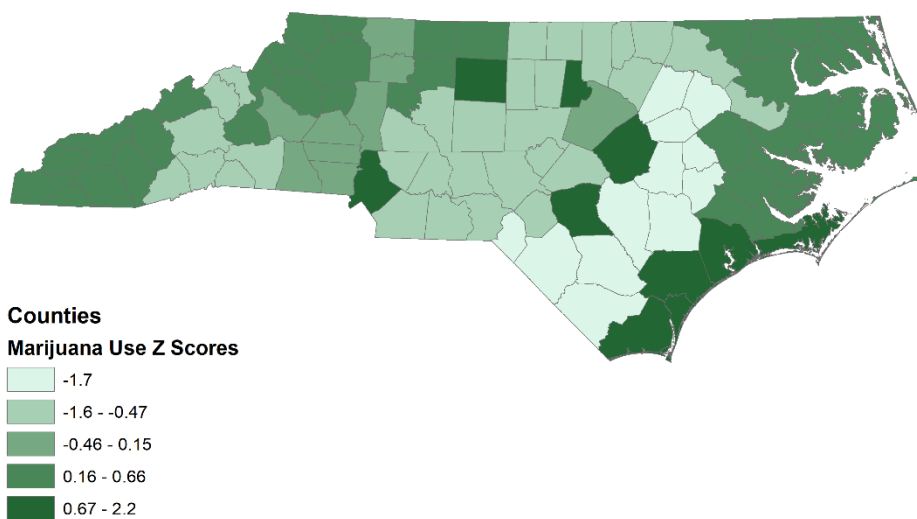 Counties
Marijuana Use Z Scores
-1.7
-1.6 - -0.47
-0.46 - 0.15
0.16 - 0.66
0.67 - 2.2